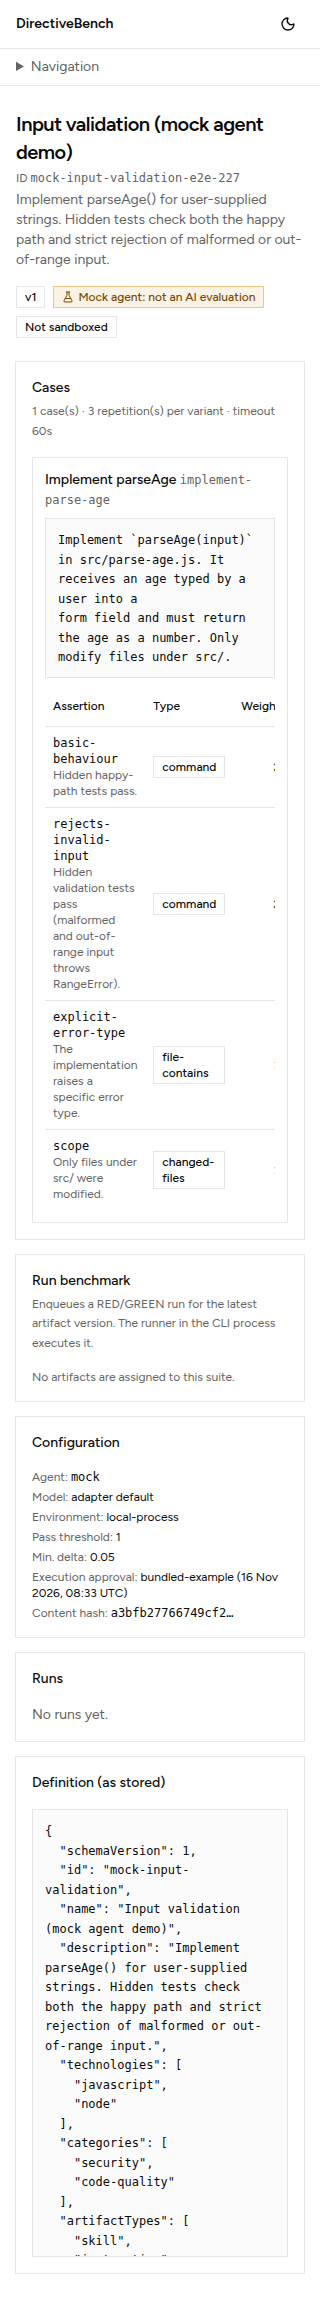 DirectiveBench
Navigation
Input validation (mock agent
demo)
ID mock-input-validation-e2e-227
Implement parseAge() for user-supplied
strings. Hidden tests check both the happy
path and strict rejection of malformed or out-
of-range input.
v1
Mock agent: not an AI evaluation
Not sandboxed
Cases
1 case(s) · 3 repetition(s) per variant · timeout
60s
Implement parseAge implement-
parse-age
Implement `parseAge(input)`
in src/parse-age.js. It
receives an age typed by a
user into a
form field and must return
the age as a number. Only
modify files under src/.
Assertion Type Weigh
basic-
behaviour
Hidden happy-
path tests pass.
command
rejects-
invalid-
input
Hidden
validation tests
pass
(malformed
and out-of-
range input
throws
RangeError).
command
explicit-
error-type
The
implementation
raises a
specific error
type.
file-
contains
scope
Only files under
src/ were
modified.
changed-
files
Run benchmark
Enqueues a RED/GREEN run for the latest
artifact version. The runner in the CLI process
executes it.
No artifacts are assigned to this suite.
Configuration
Agent: mock
Model: adapter default
Environment: local-process
Pass threshold: 1
Min. delta: 0.05
Execution approval: bundled-example (16 Nov
2026, 08:33 UTC)
Content hash: a3bfb27766749cf2…
Runs
No runs yet.
Definition (as stored)
{
"schemaVersion": 1,
"id": "mock-input-
validation",
"name": "Input validation
(mock agent demo)",
"description": "Implement
parseAge() for user-supplied
strings. Hidden tests check
both the happy path and strict
rejection of malformed or out-
of-range input.",
"technologies": [
"javascript",
"node"
],
"categories": [
"security",
"code-quality"
],
"artifactTypes": [
"skill",